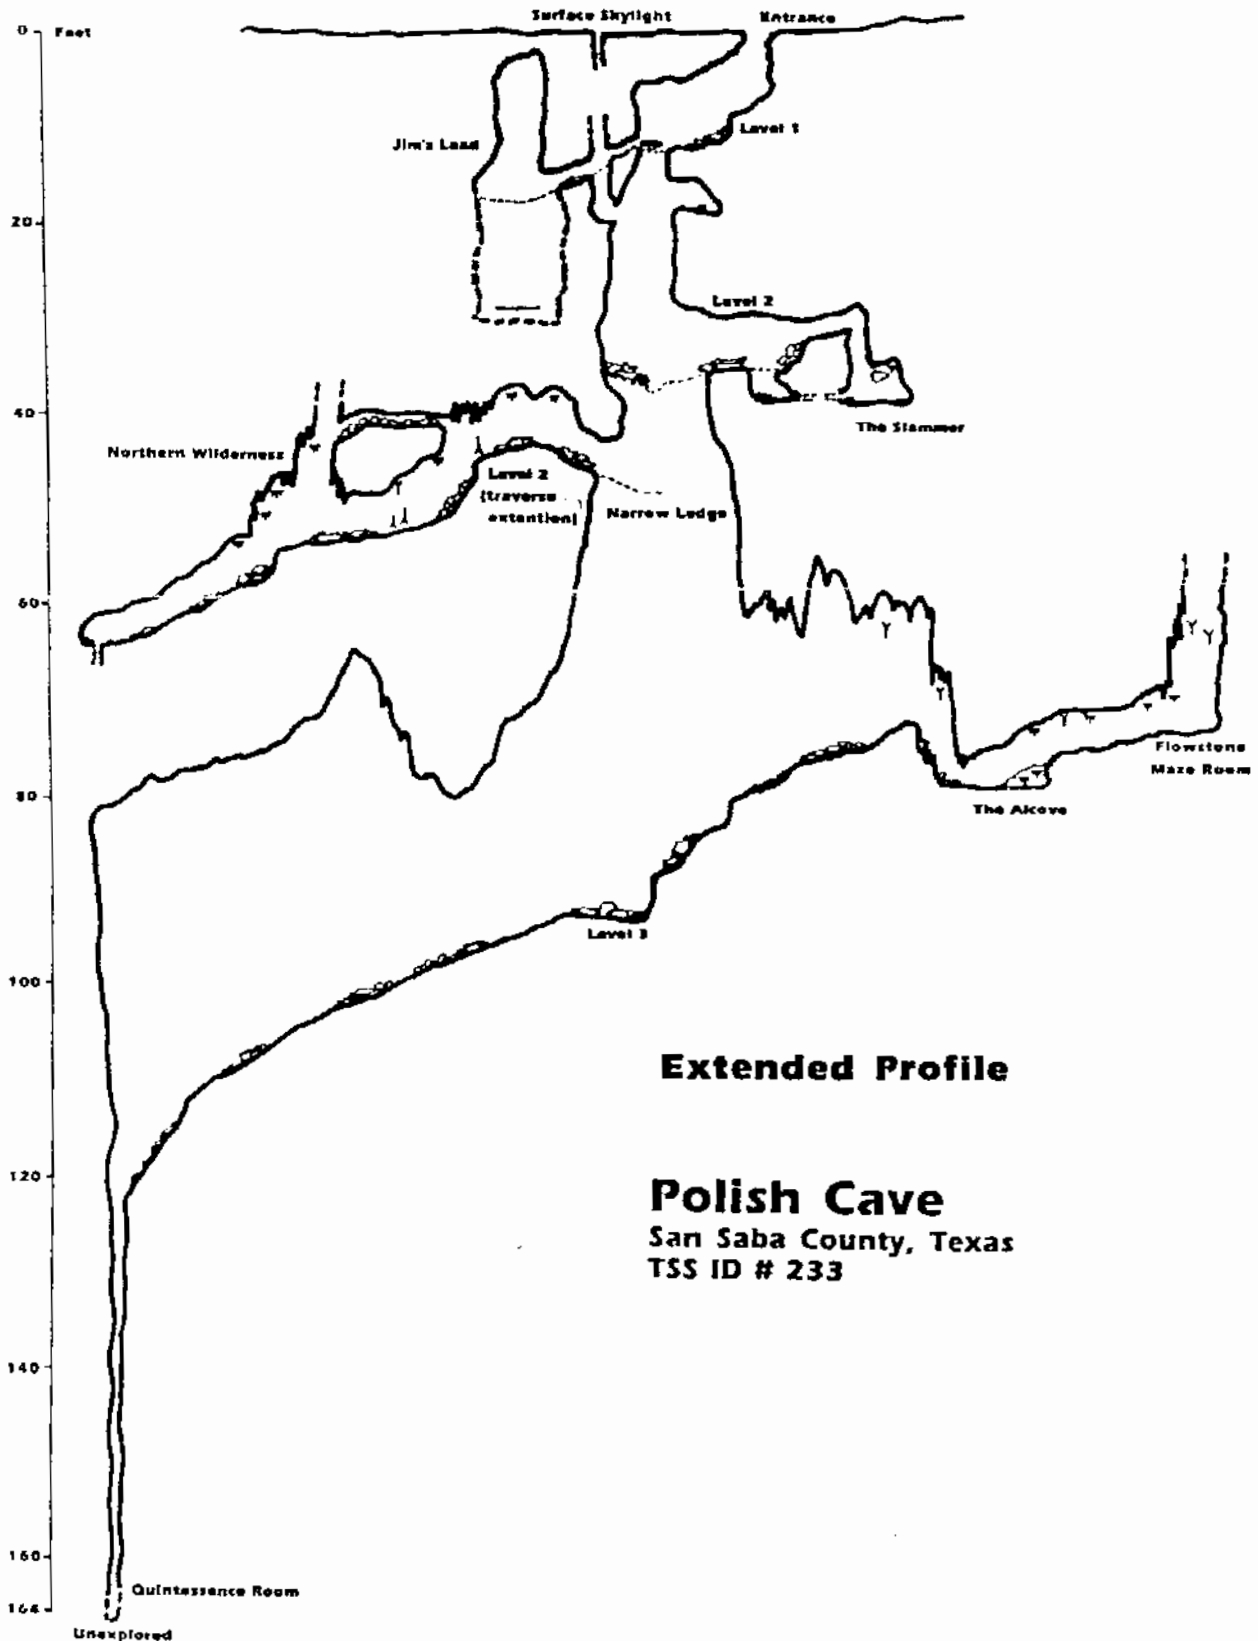 Surface Skylight
Entrance
0 Feet
Jim's Lead
Level 1
20
Level 2
40
The Slammer
Northern Wilderness
Level 2
(traverse
extention)
Narrow Ledge
60
Flowstone
Maze Room
80
The Alcove
Level 3
100
Extended Profile
120
Polish Cave
San Saba County, Texas
TSS ID # 233
140
160
Quintessence Room
Unexplored